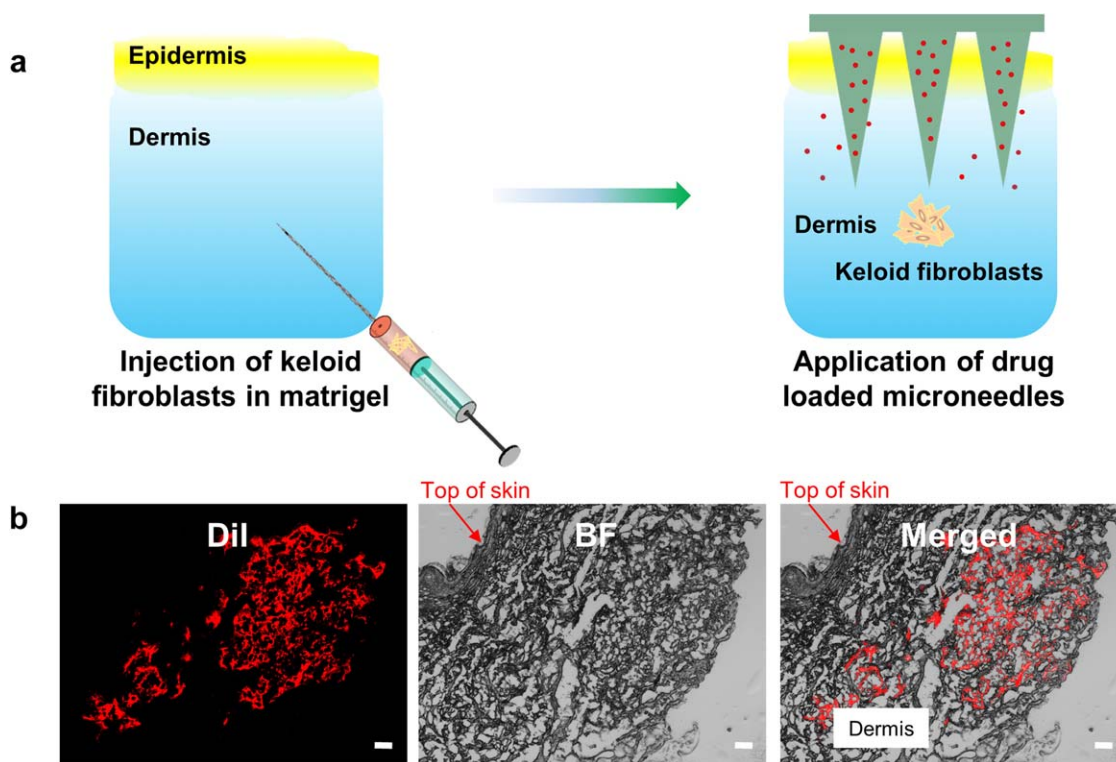 a
Epidermis
Dermis
Injection of keloid
fibroblasts in matrigel
Dermis
Keloid fibroblasts
Application of drug
loaded microneedles
b
DiI
Top of skin
BF
Top of skin
Merged
Dermis